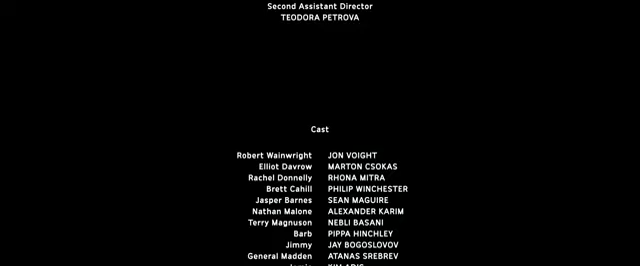 Second Assistant Director
TEODORA PETROVA
Cast
Robert Wainwright JON VOIGHT
Elliot Davrow MARTON CSOKAS
Rachel Donnelly RHONA MITRA
Brett Cahill PHILIP WINCHESTER
Jasper Barnes SEAN MAGUIRE
Nathan Malone ALEXANDER KARIM
Terry Magnuson NEBLI BASANI
Barb PIPPA HINCHLEY
Jimmy JAY BOGOSLOVOV
General Madden ATANAS SREBREV